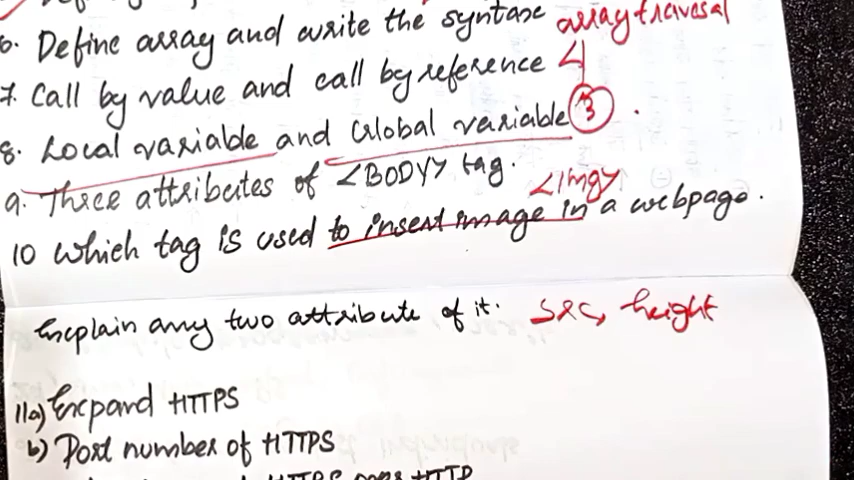 6. Define array and write the syntax array traversal
7. Call by value and call by reference 4
8. Local variable and Global variable 3 .
9. Three attributes of <BODY> tag.
<Img>
10 Which tag is used to insert image in a webpage.
Explain any two attribute of it. Src, height
11a) Expand HTTPS
b) Port number of HTTPS
HTTPS HTTP